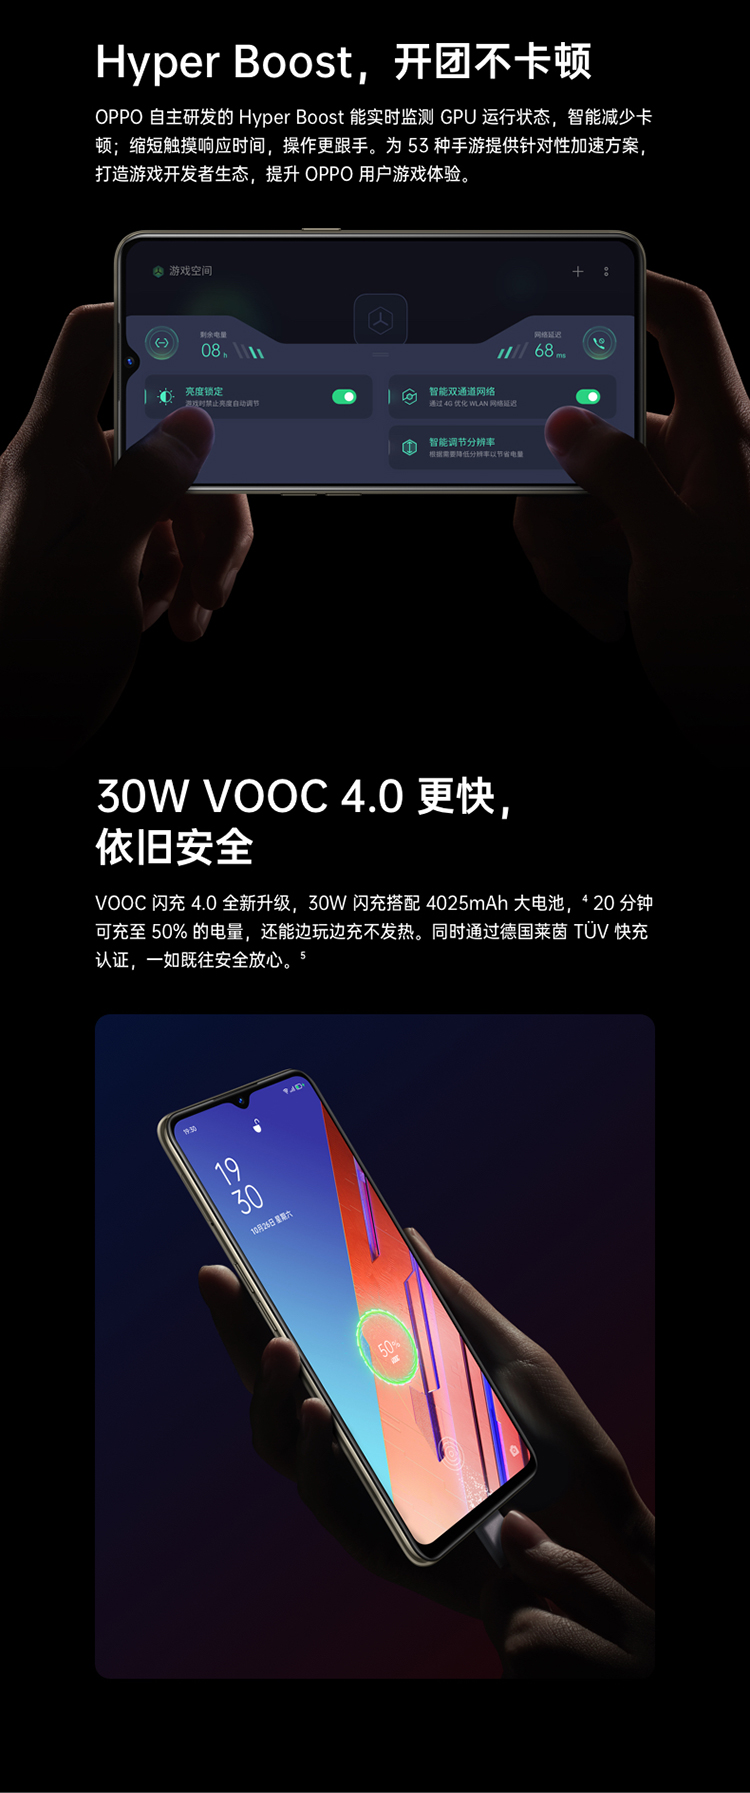 Hyper Boost，开团不卡顿
OPPO 自主研发的 Hyper Boost 能实时监测 GPU 运行状态，智能减少卡
顿；缩短触摸响应时间，操作更跟手。为 53 种手游提供针对性加速方案，
打造游戏开发者生态，提升 OPPO 用户游戏体验。
游戏空间
剩余电量
08 h
网络延迟
68 ms
亮度锁定
游戏时禁止亮度自动调节
智能双通道网络
通过 4G 优化 WLAN 网络延迟
智能调节分辨率
根据需要降低分辨率以节省电量
30W VOOC 4.0 更快，
依旧安全
VOOC 闪充 4.0 全新升级，30W 闪充搭配 4025mAh 大电池，⁴ 20 分钟
可充至 50% 的电量，还能边玩边充不发热。同时通过德国莱茵 TÜV 快充
认证，一如既往安全放心。⁵
19:30
19
30
10月26日 星期六
50%